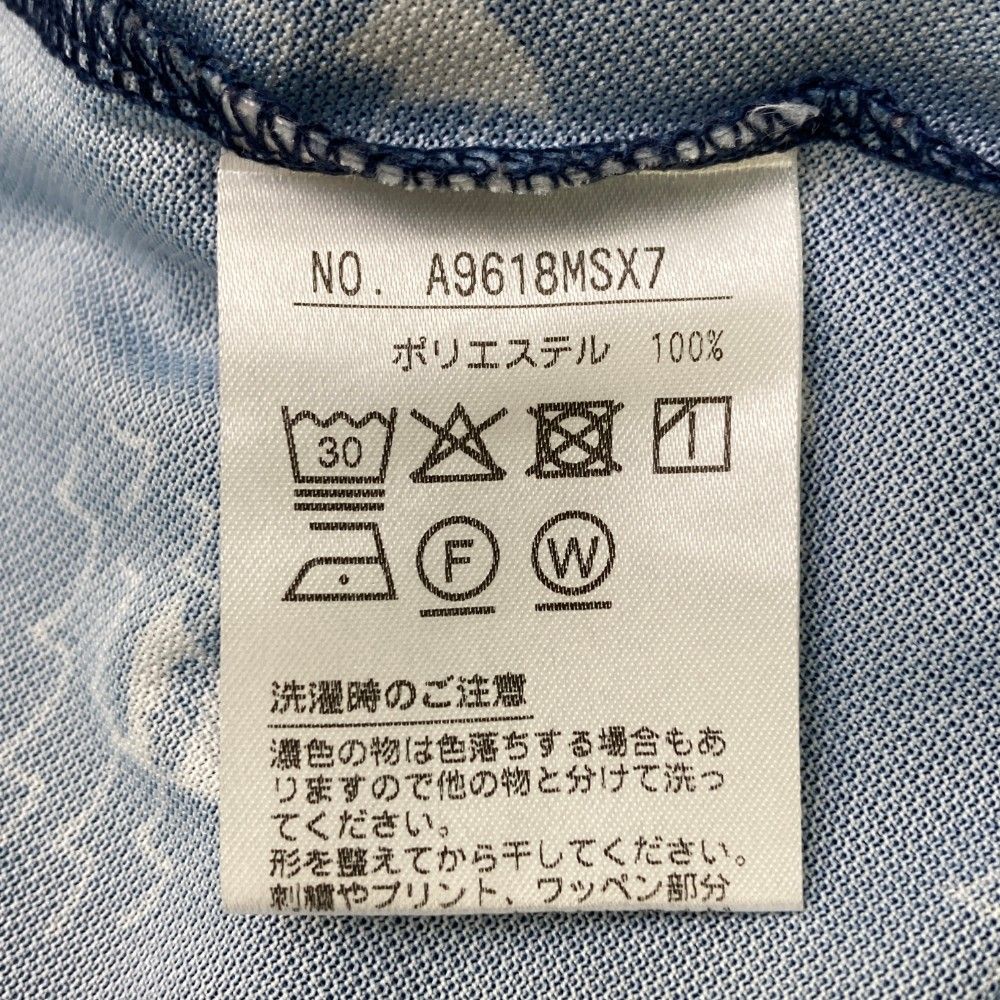 NO. A9618MSX7
ポリエステル 100%
30
F W
洗濯時のご注意
濃色の物は色落ちする場合もあ
りますので他の物と分けて洗っ
てください。
形を整えてから干してください。
刺繍やプリント、ワッペン部分